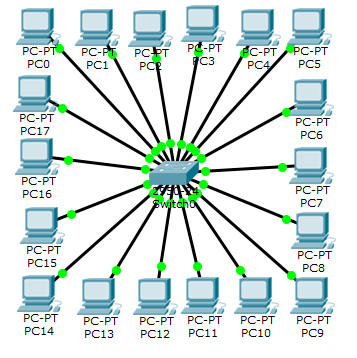 PC-PT
PC0
PC-PT
PC1
PC-PT
PC2
PC-PT
PC3
PC-PT
PC4
PC-PT
PC5
PC-PT
PC17
PC-PT
PC6
PC-PT
PC16
PC-PT
PC7
2950-24
Switch0
PC-PT
PC15
PC-PT
PC8
PC-PT
PC14
PC-PT
PC13
PC-PT
PC12
PC-PT
PC11
PC-PT
PC10
PC-PT
PC9